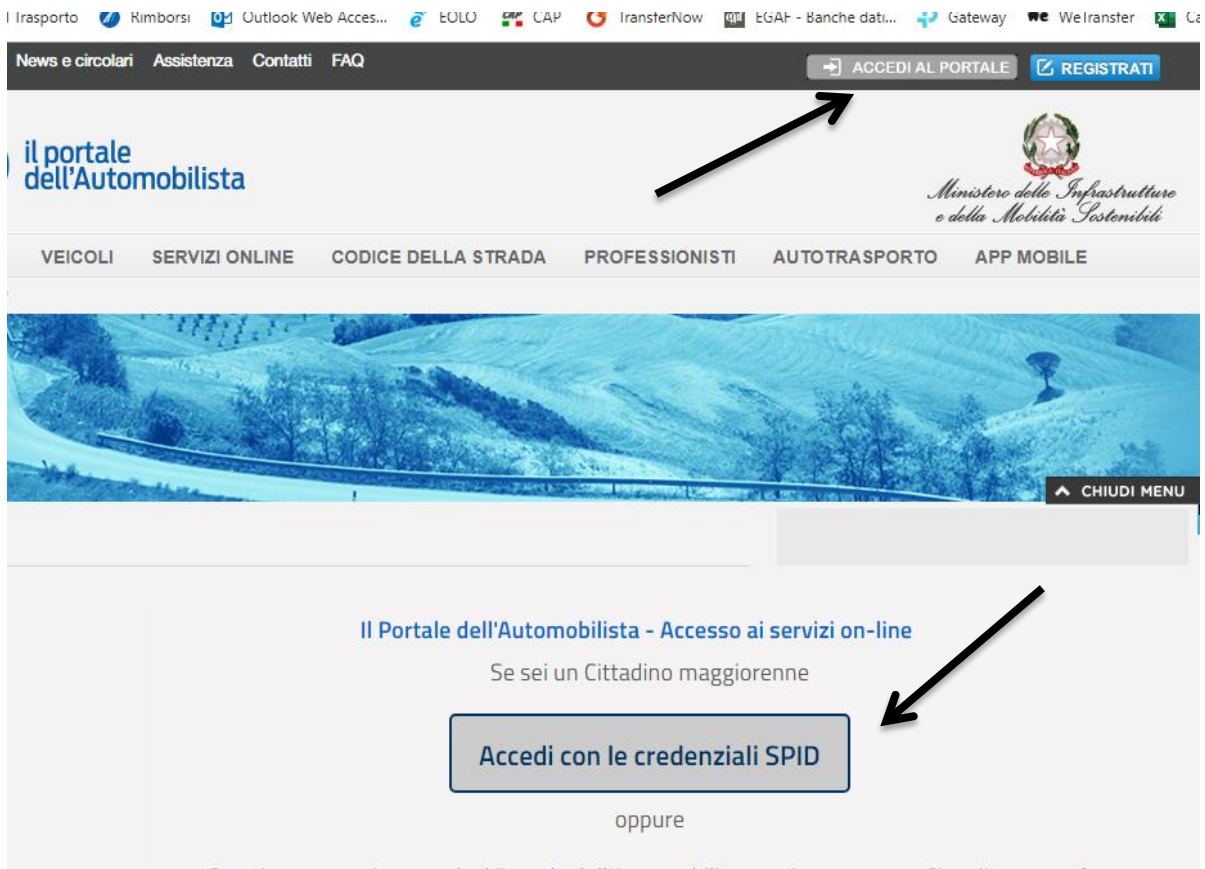 Trasporto Rimborsi Outlook Web Acces... EOLO CAP TransferNow EGAF - Banche dati... Gateway WeTransfer
News e circolari Assistenza Contatti FAQ ACCEDI AL PORTALE REGISTRATI
il portale
dell'Automobilista
Ministero delle Infrastrutture
e della Mobilità Sostenibili
VEICOLI SERVIZI ONLINE CODICE DELLA STRADA PROFESSIONISTI AUTOTRASPORTO APP MOBILE
CHIUDI MENU
Il Portale dell'Automobilista - Accesso ai servizi on-line
Se sei un Cittadino maggiorenne
Accedi con le credenziali SPID
oppure